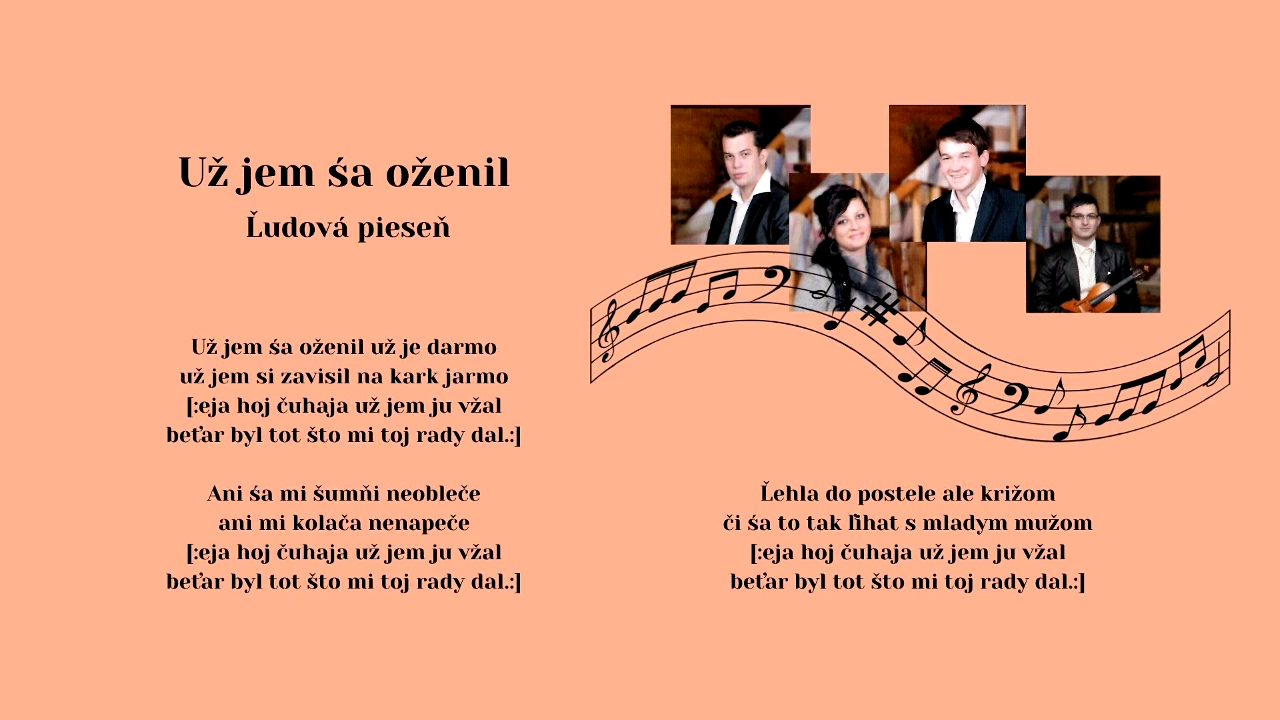 Už jem śa oženil
Ľudová pieseň
Už jem śa oženil už je darmo
už jem si zavisil na kark jarmo
[:eja hoj čuhaja už jem ju vžal
beťar byl tot što mi toj rady dal.:]
Ani śa mi šumňi neobleče
ani mi kolača nenapeče
[:eja hoj čuhaja už jem ju vžal
beťar byl tot što mi toj rady dal.:]
Ľehla do postele ale križom
či śa to tak ľihat s mladym mužom
[:eja hoj čuhaja už jem ju vžal
beťar byl tot što mi toj rady dal.:]